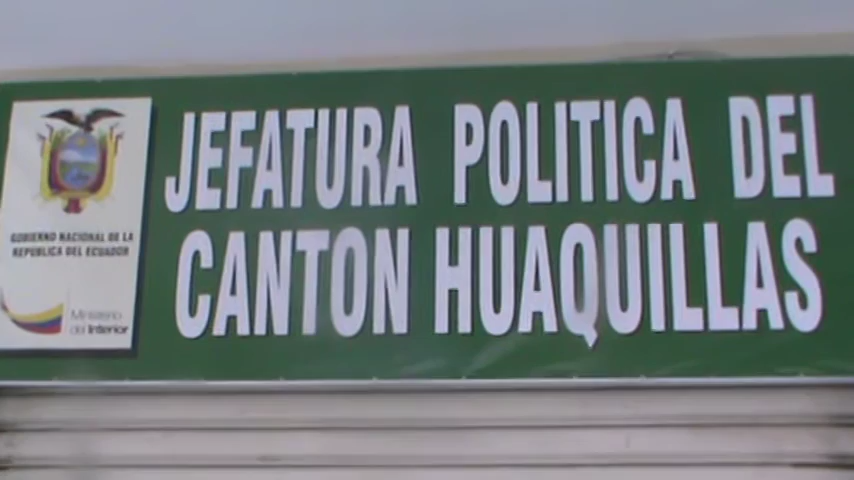 JEFATURA POLITICA DEL
CANTON HUAQUILLAS
GOBIERNO NACIONAL DE LA
REPUBLICA DEL ECUADOR
Ministerio
del Interior